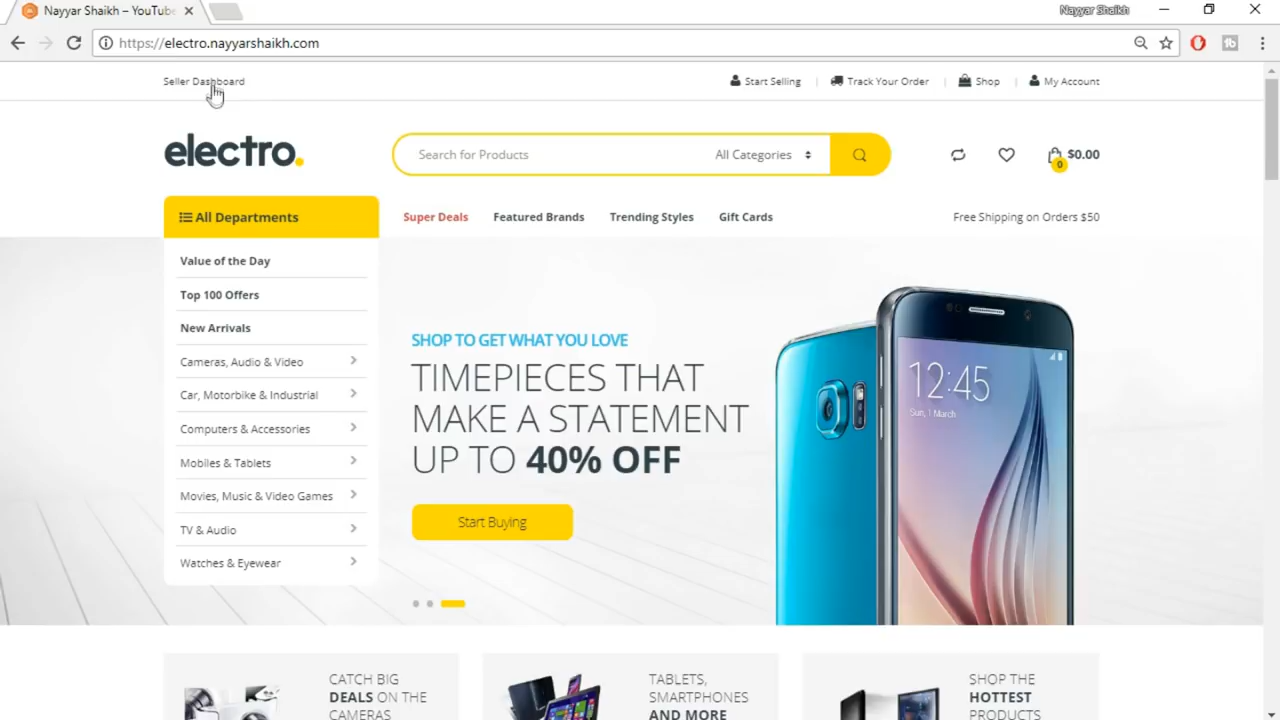 Nayyar Shaikh – YouTube
Nayyar Shaikh
https://electro.nayyarshaikh.com
Seller Dashboard
Start Selling
Track Your Order
Shop
My Account
electro.
Search for Products
All Categories
0
$0.00
All Departments
Super Deals
Featured Brands
Trending Styles
Gift Cards
Free Shipping on Orders $50
Value of the Day
Top 100 Offers
New Arrivals
Cameras, Audio & Video
Car, Motorbike & Industrial
Computers & Accessories
Mobiles & Tablets
Movies, Music & Video Games
TV & Audio
Watches & Eyewear
SHOP TO GET WHAT YOU LOVE
TIMEPIECES THAT
MAKE A STATEMENT
UP TO 40% OFF
Start Buying
12:45
Sun, 1 March
CATCH BIG
DEALS ON THE
CAMERAS
TABLETS,
SMARTPHONES
AND MORE
SHOP THE
HOTTEST
PRODUCTS